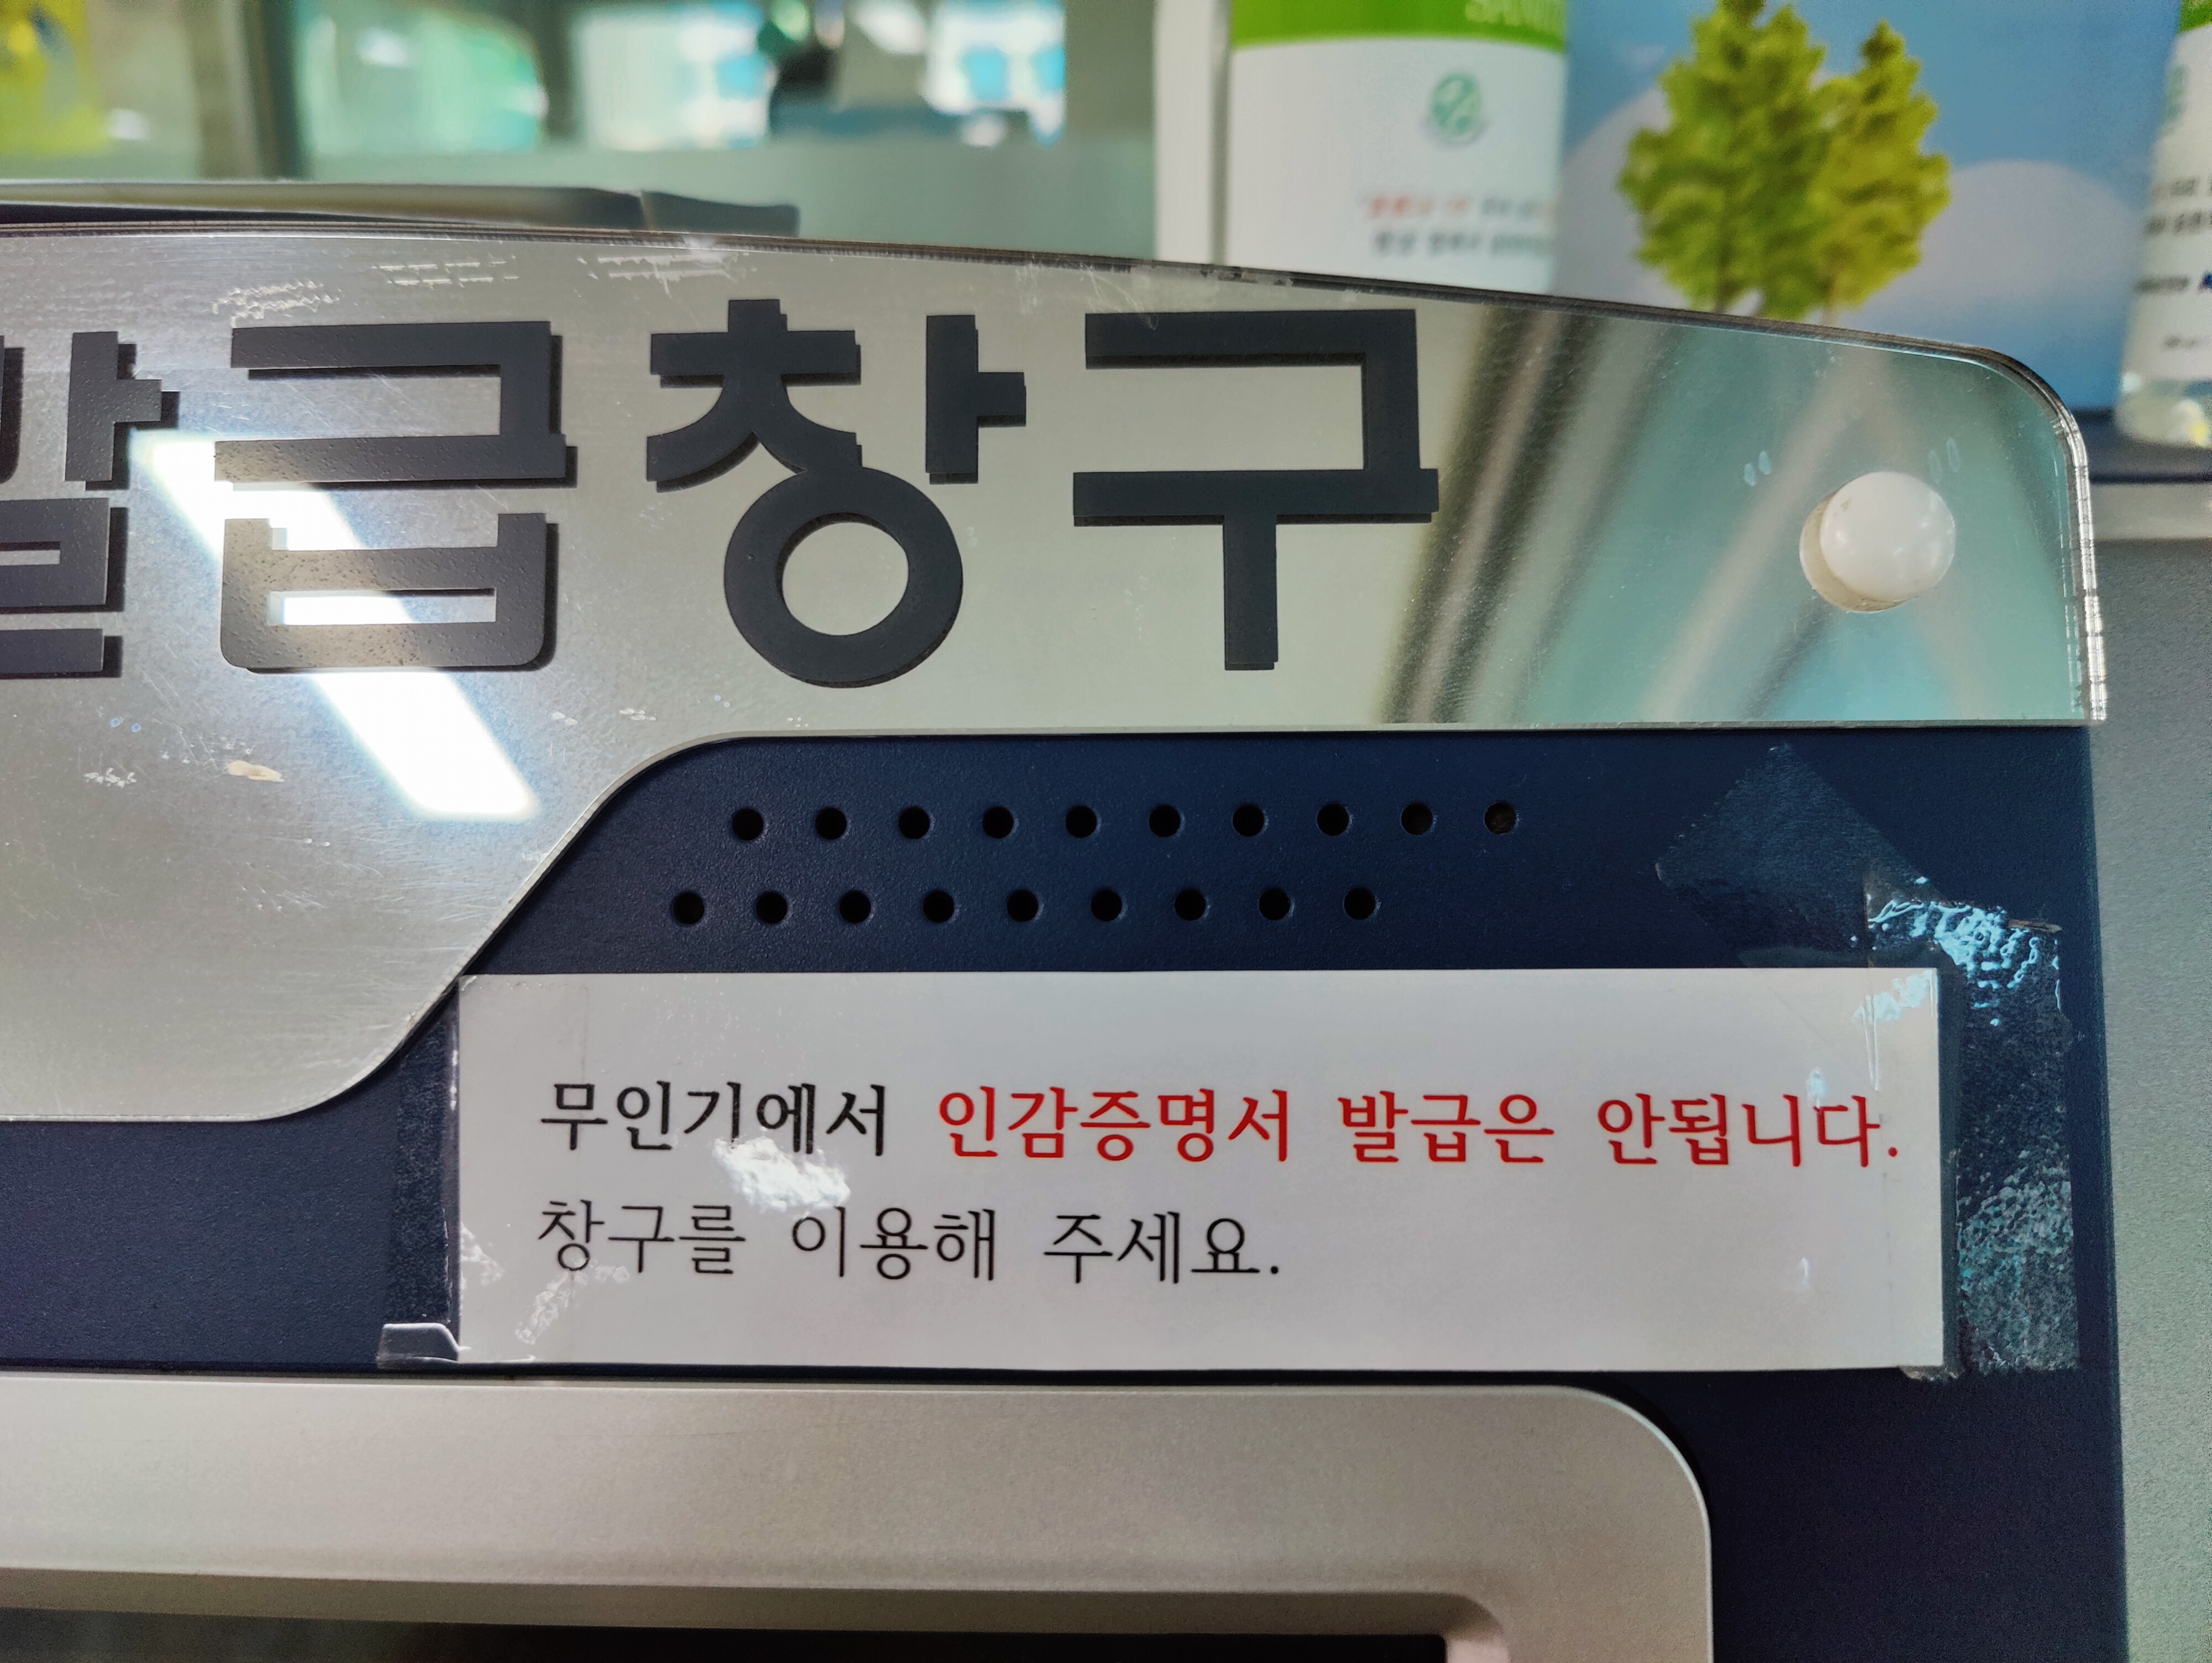 발급창구
무인기에서 인감증명서 발급은 안됩니다.
창구를 이용해 주세요.